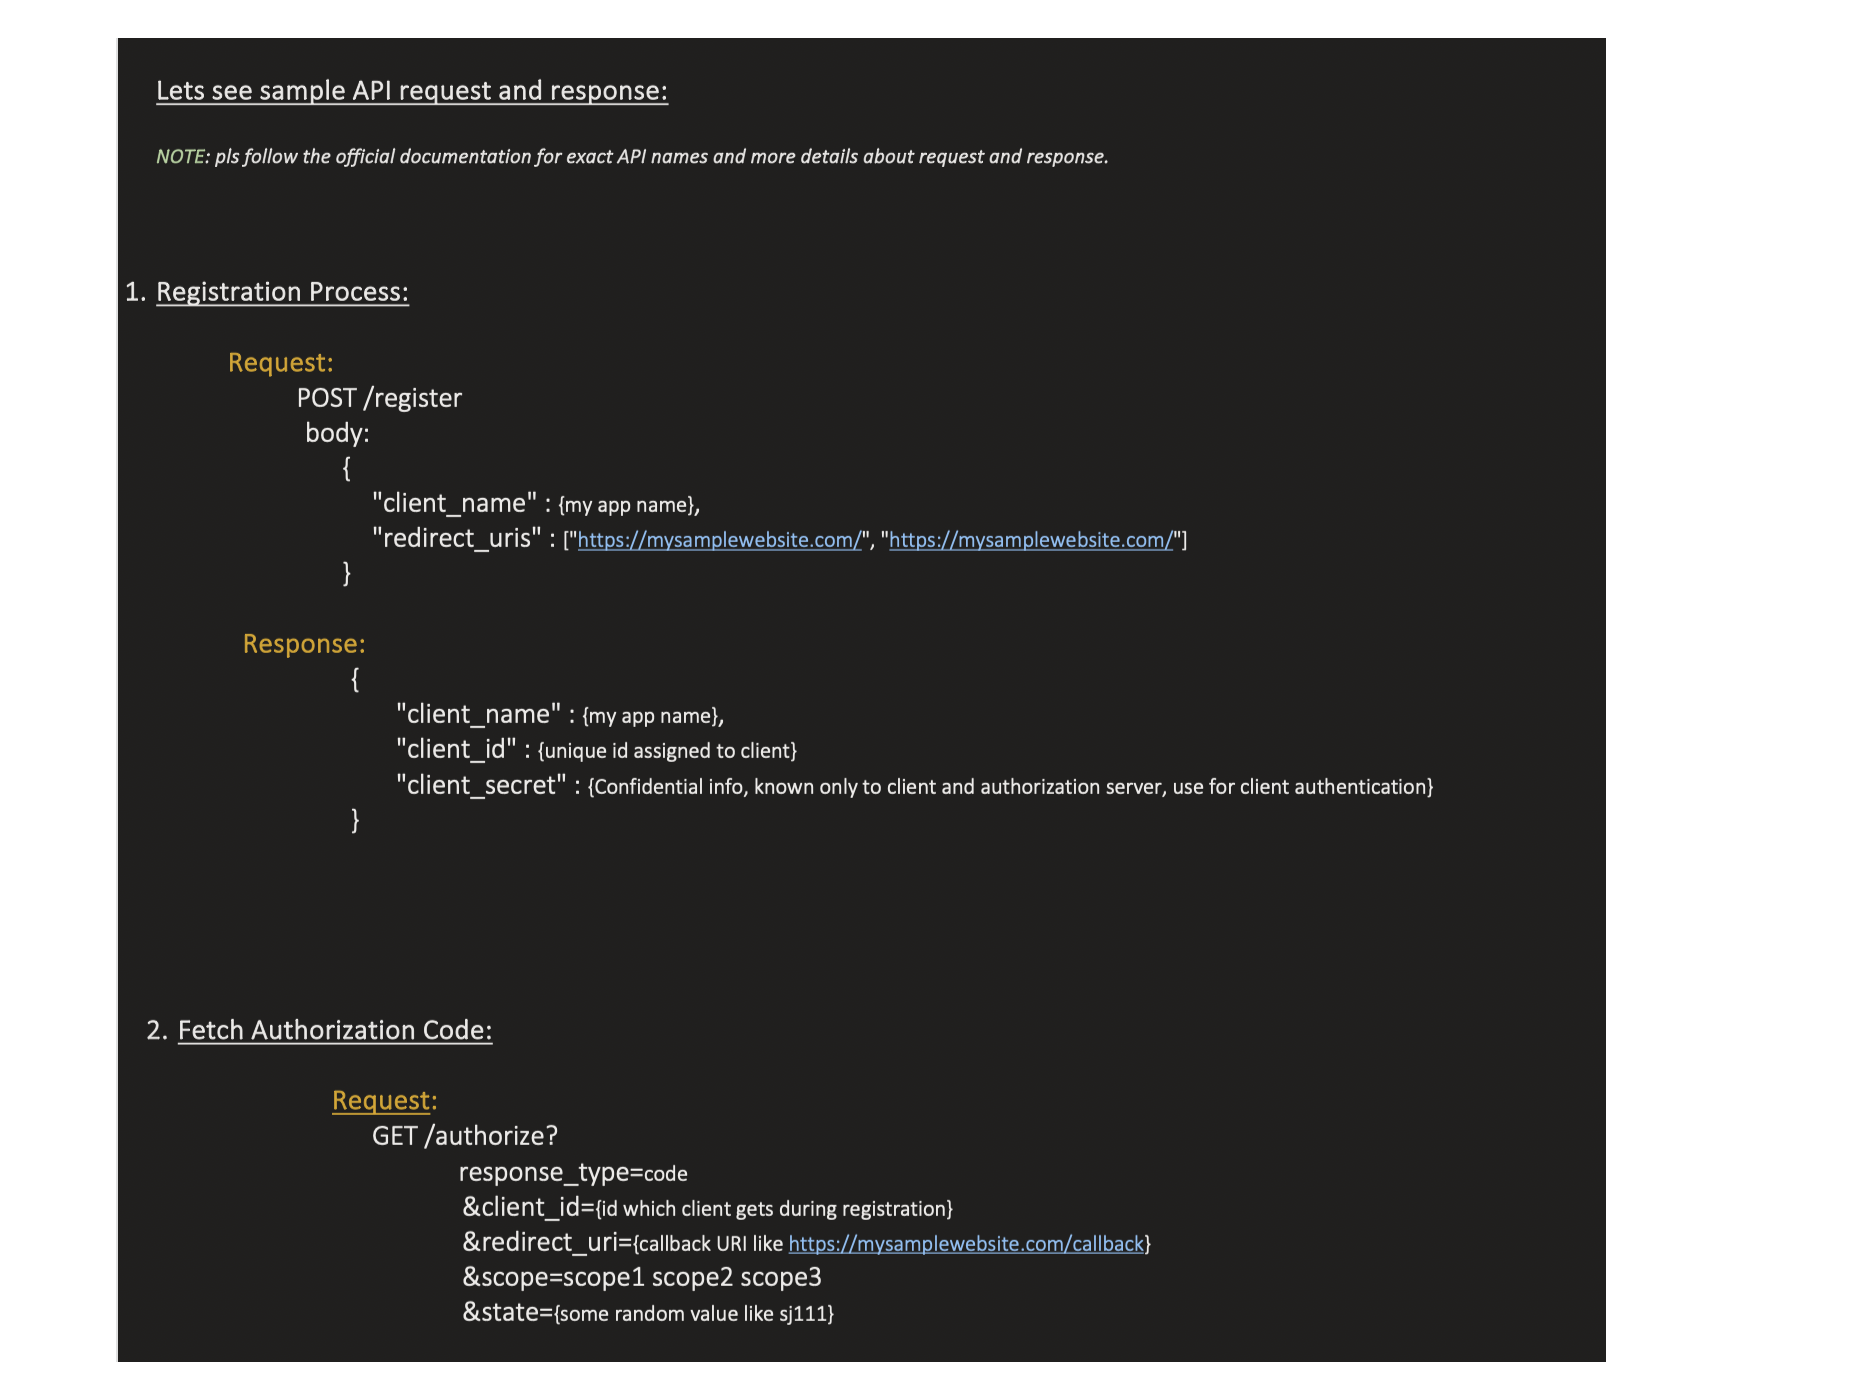 Lets see sample API request and response:
NOTE: pls follow the official documentation for exact API names and more details about request and response.
1. Registration Process:
Request:
POST /register
body:
{
"client_name" : {my app name},
"redirect_uris" : ["https://mysamplewebsite.com/", "https://mysamplewebsite.com/"]
}
Response:
{
"client_name" : {my app name},
"client_id" : {unique id assigned to client}
"client_secret" : {Confidential info, known only to client and authorization server, use for client authentication}
}
2. Fetch Authorization Code:
Request:
GET /authorize?
response_type=code
&client_id={id which client gets during registration}
&redirect_uri={callback URI like https://mysamplewebsite.com/callback}
&scope=scope1 scope2 scope3
&state={some random value like sj111}